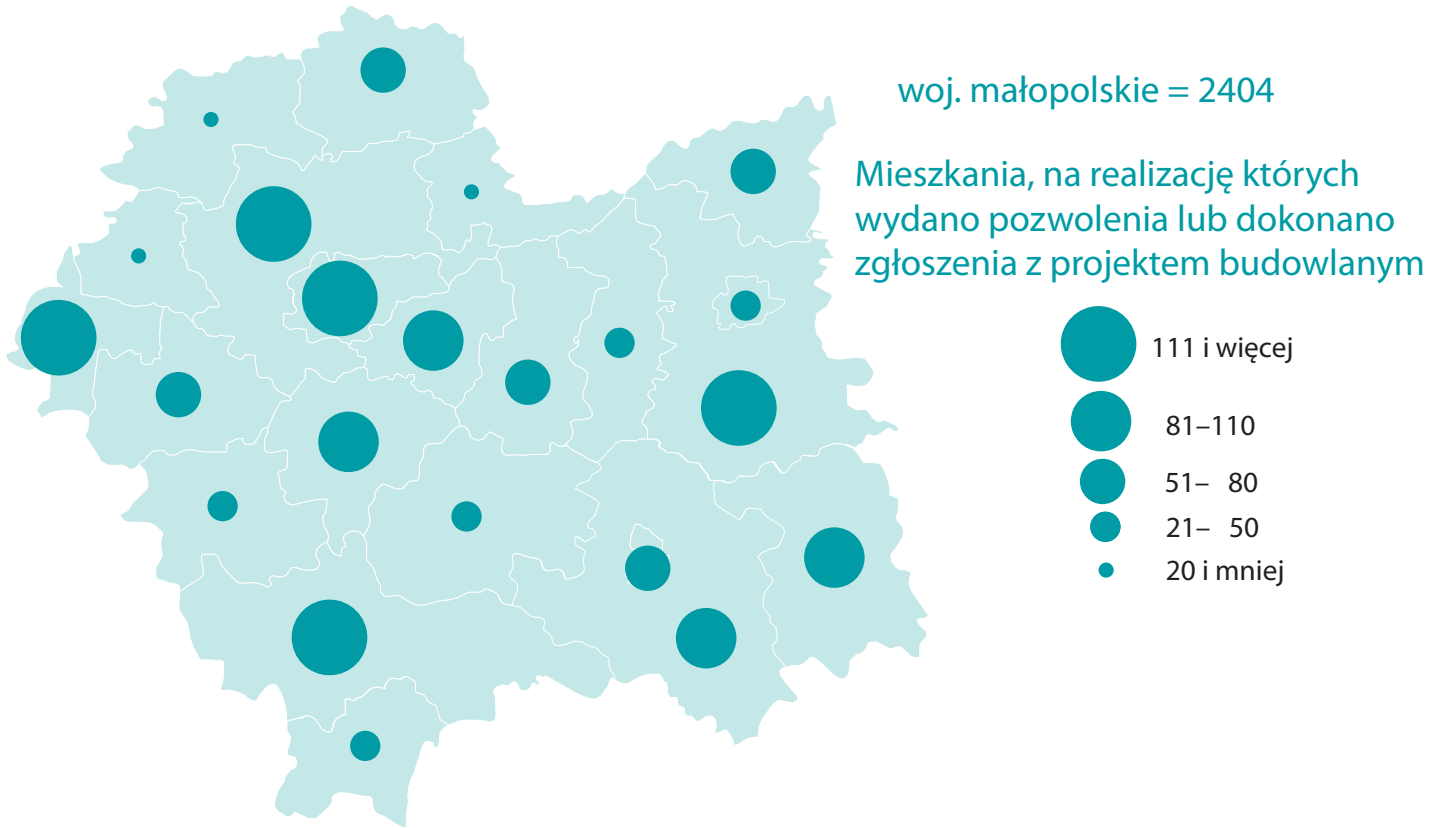 woj. małopolskie = 2404
Mieszkania, na realizację których
wydano pozwolenia lub dokonano
zgłoszenia z projektem budowlanym
111 i więcej
81–110
51– 80
21– 50
20 i mniej